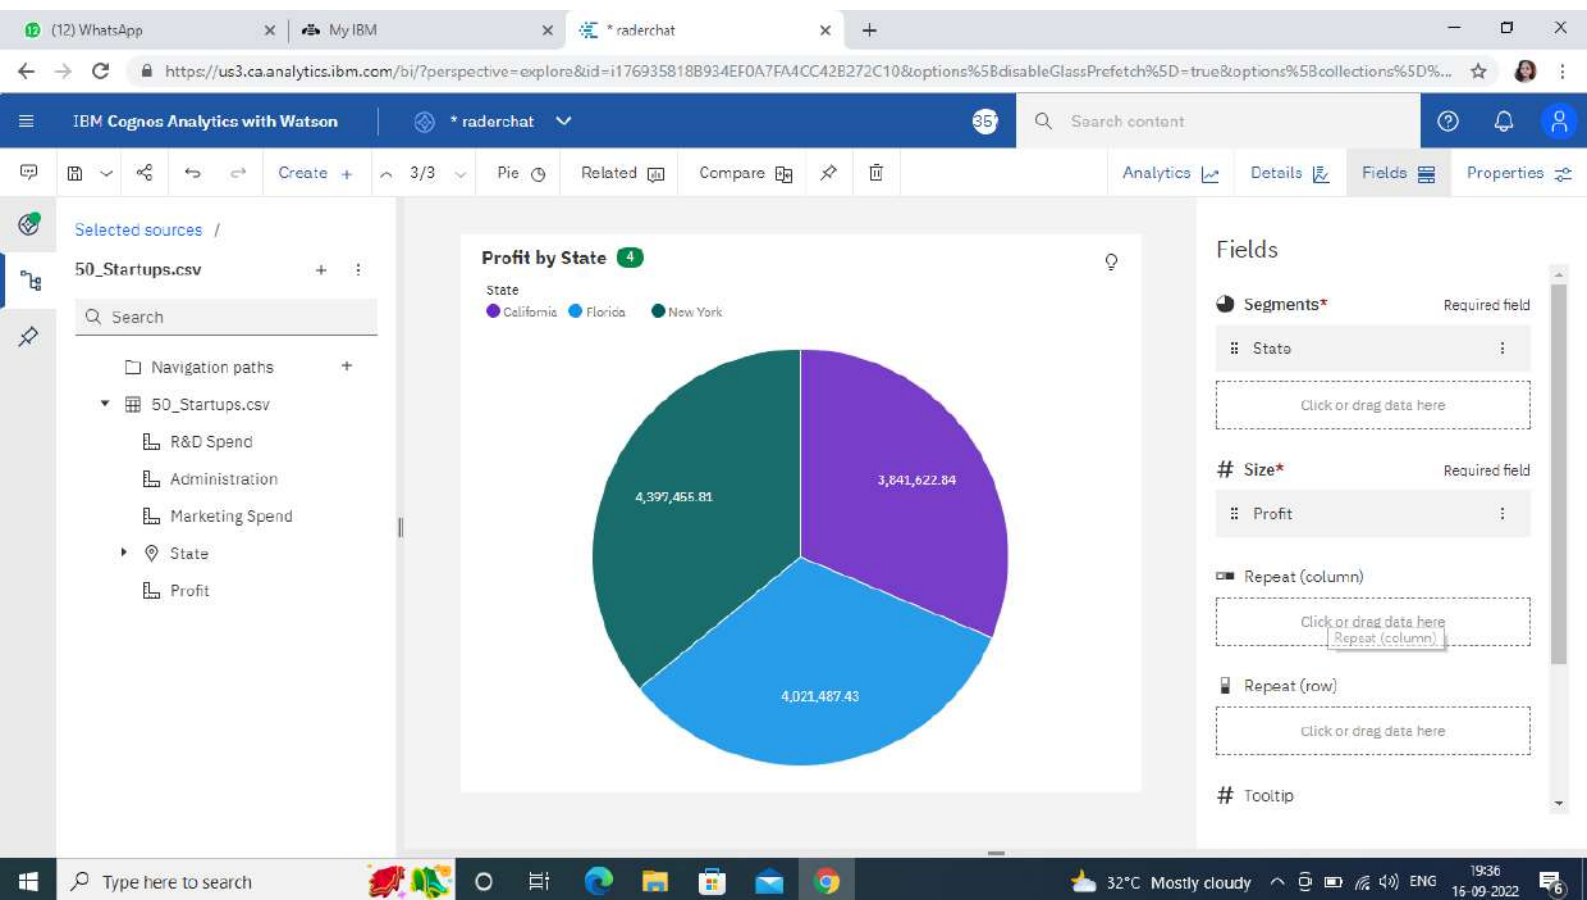 (12) WhatsApp
My IBM
* raderchat
https://us3.ca.analytics.ibm.com/bi/?perspective=explore&id=i176935818B934EF0A7FA4CC42B272C10&options%5BdisableGlassPrefetch%5D=true&options%5Bcollections%5D%...
IBM Cognos Analytics with Watson
* raderchat
Search content
Create +
3/3
Pie
Related
Compare
Analytics
Details
Fields
Properties
Selected sources /
50_Startups.csv
Search
Navigation paths
50_Startups.csv
R&D Spend
Administration
Marketing Spend
State
Profit
Profit by State 4
State
California Florida New York
3,841,622.84
4,397,455.81
4,021,487.43
Fields
Segments* Required field
State
Click or drag data here
# Size* Required field
Profit
Repeat (column)
Click or drag data here
Repeat (column)
Repeat (row)
Click or drag data here
# Tooltip
Type here to search
32°C Mostly cloudy
ENG
19:36
16-09-2022
6